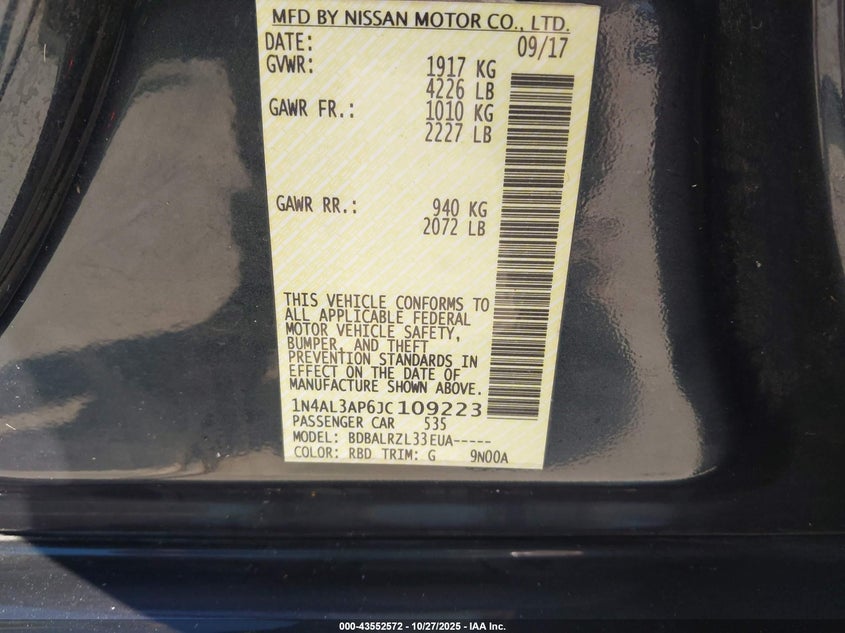 MFD BY NISSAN MOTOR CO., LTD.
DATE: 09/17
GVWR: 1917 KG
4226 LB
GAWR FR.: 1010 KG
2227 LB
GAWR RR.: 940 KG
2072 LB
THIS VEHICLE CONFORMS TO
ALL APPLICABLE FEDERAL
MOTOR VEHICLE SAFETY,
BUMPER, AND THEFT
PREVENTION STANDARDS IN
EFFECT ON THE DATE OF
MANUFACTURE SHOWN ABOVE.
1N4AL3AP6JC109223
PASSENGER CAR 535
MODEL: BDBALRZL33EUA-----
COLOR: RBD TRIM: G 9N00A
000-43552572 - 10/27/2025 - IAA Inc.